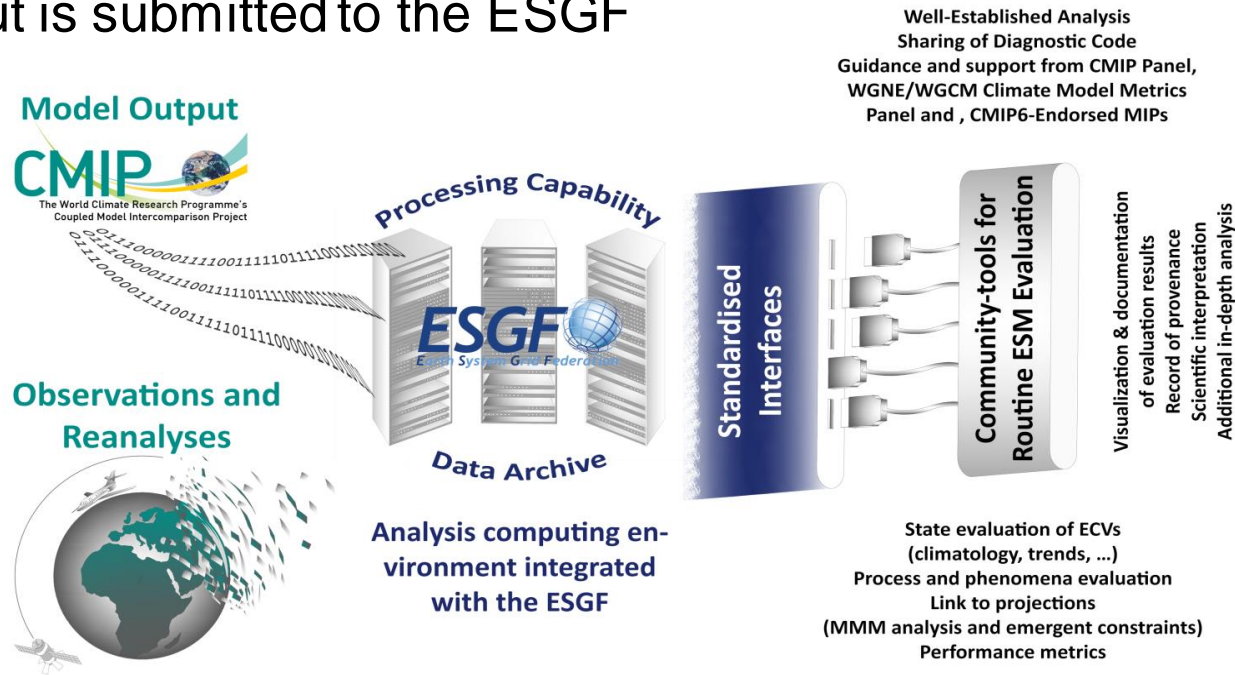 ut is submitted to the ESGF
Well-Established Analysis
Sharing of Diagnostic Code
Guidance and support from CMIP Panel,
WGNE/WGCM Climate Model Metrics
Panel and , CMIP6-Endorsed MIPs
Model Output
CMIP
The World Climate Research Programme's
Coupled Model Intercomparison Project
Observations and
Reanalyses
Processing Capability
ESGF
Earth System Grid Federation
Data Archive
Analysis computing en-
vironment integrated
with the ESGF
Standardised
Interfaces
Community-tools for
Routine ESM Evaluation
Visualization & documentation
of evaluation results
Record of provenance
Scientific interpretation
Additional in-depth analysis
State evaluation of ECVs
(climatology, trends, ...)
Process and phenomena evaluation
Link to projections
(MMM analysis and emergent constraints)
Performance metrics